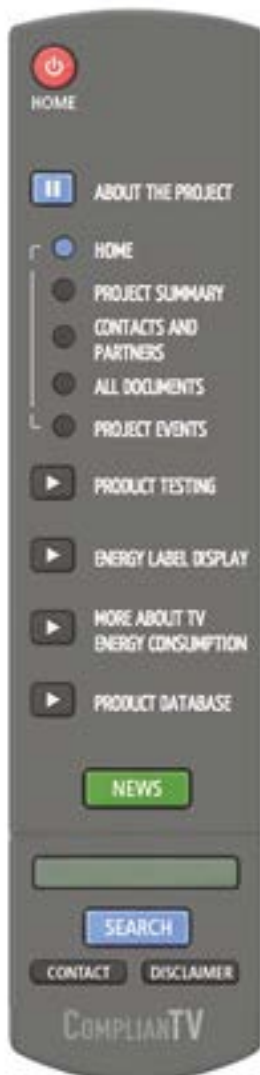 HOME
ABOUT THE PROJECT
HOME
PROJECT SUMMARY
CONTACTS AND
PARTNERS
ALL DOCUMENTS
PROJECT EVENTS
PRODUCT TESTING
ENERGY LABEL DISPLAY
MORE ABOUT TV
ENERGY CONSUMPTION
PRODUCT DATABASE
NEWS
SEARCH
CONTACT DISCLAIMER
COMPLIANTV